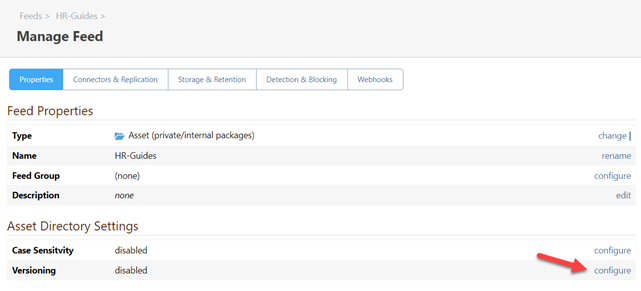 Feeds > HR-Guides >
Manage Feed
Properties Connectors & Replication Storage & Retention Detection & Blocking Webhooks
Feed Properties
Type Asset (private/internal packages) change |
Name HR-Guides rename
Feed Group (none) configure
Description none edit
Asset Directory Settings
Case Sensitvity disabled configure
Versioning disabled configure